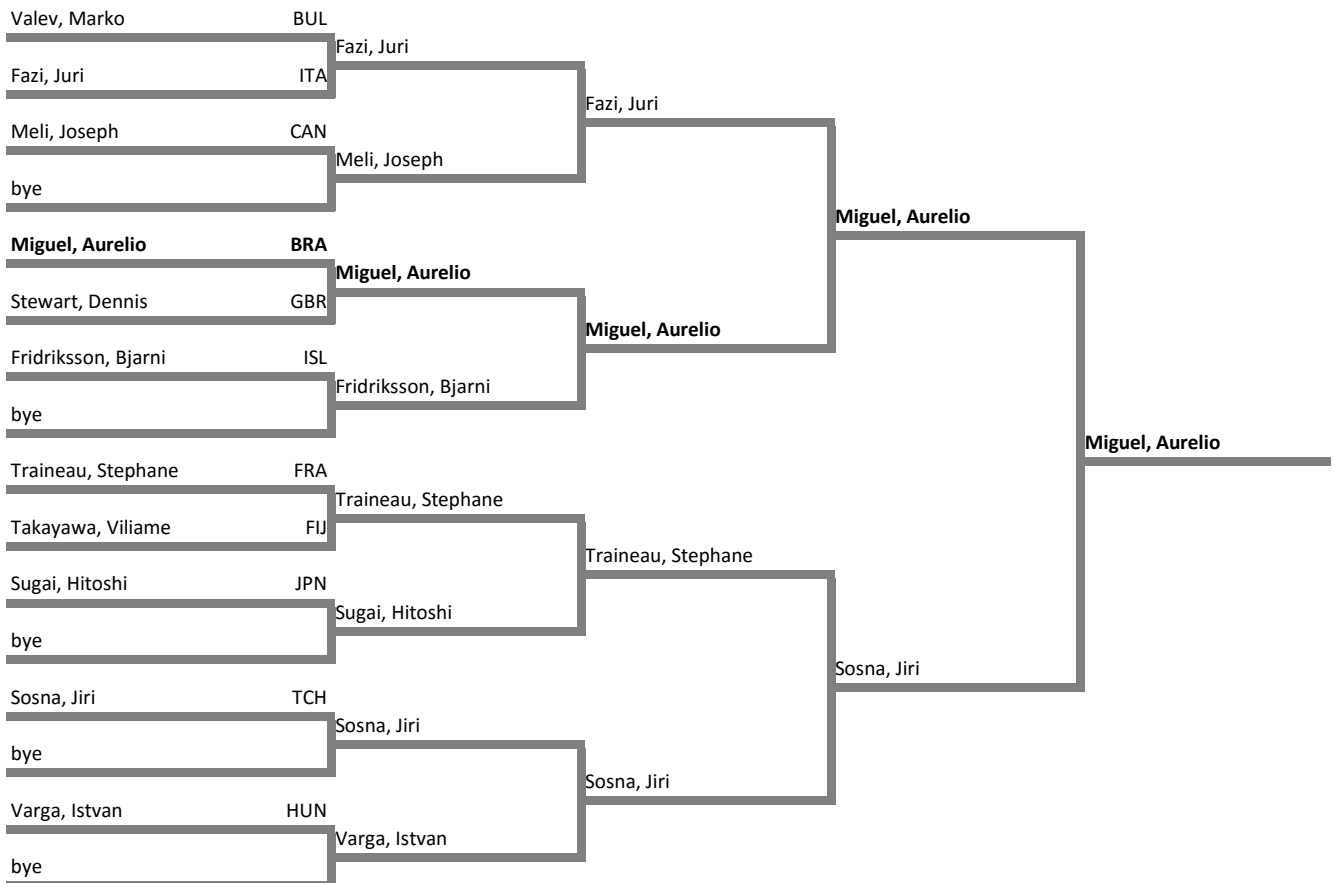 Valev, Marko BUL
Fazi, Juri
Fazi, Juri ITA
Fazi, Juri
Meli, Joseph CAN
Meli, Joseph
bye
Miguel, Aurelio
Miguel, Aurelio BRA
Miguel, Aurelio
Stewart, Dennis GBR
Miguel, Aurelio
Fridriksson, Bjarni ISL
Fridriksson, Bjarni
bye
Miguel, Aurelio
Traineau, Stephane FRA
Traineau, Stephane
Takayawa, Viliame FIJ
Traineau, Stephane
Sugai, Hitoshi JPN
Sugai, Hitoshi
bye
Sosna, Jiri
Sosna, Jiri TCH
Sosna, Jiri
bye
Sosna, Jiri
Varga, Istvan HUN
Varga, Istvan
bye